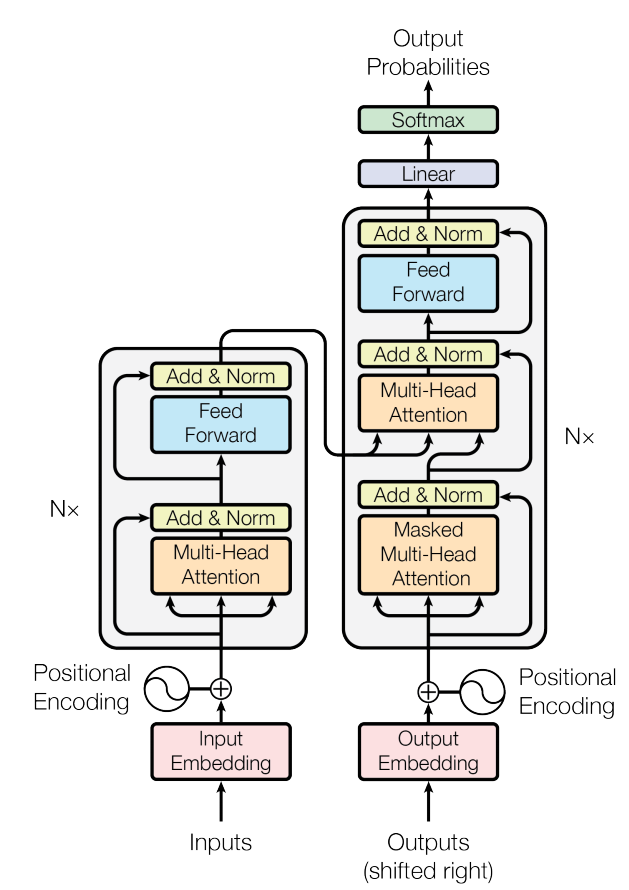 Output
Probabilities
Softmax
Linear
Add & Norm
Feed
Forward
Add & Norm
Multi-Head
Attention
N×
Add & Norm
Masked
Multi-Head
Attention
Add & Norm
Feed
Forward
N×
Add & Norm
Multi-Head
Attention
Positional
Encoding
Positional
Encoding
Input
Embedding
Output
Embedding
Inputs
Outputs
(shifted right)